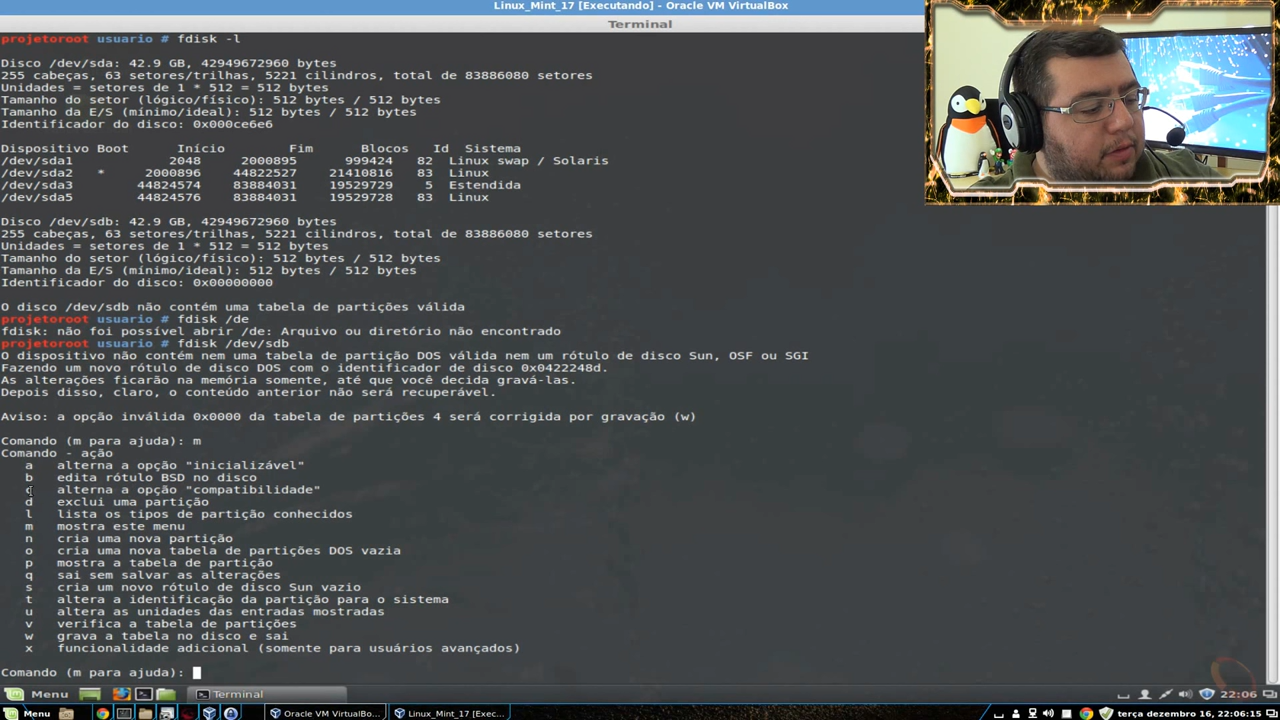 Linux_Mint_17 [Executando] - Oracle VM VirtualBox
Terminal
projetoroot usuario # fdisk -l
Disco /dev/sda: 42.9 GB, 42949672960 bytes
255 cabeças, 63 setores/trilhas, 5221 cilindros, total de 83886080 setores
Unidades = setores de 1 * 512 = 512 bytes
Tamanho do setor (lógico/físico): 512 bytes / 512 bytes
Tamanho da E/S (mínimo/ideal): 512 bytes / 512 bytes
Identificador do disco: 0x000ce6e6
Dispositivo Boot Início Fim Blocos Id Sistema
/dev/sda1 2048 2000895 999424 82 Linux swap / Solaris
/dev/sda2 * 2000896 44822527 21410816 83 Linux
/dev/sda3 44824574 83884031 19529729 5 Estendida
/dev/sda5 44824576 83884031 19529728 83 Linux
Disco /dev/sdb: 42.9 GB, 42949672960 bytes
255 cabeças, 63 setores/trilhas, 5221 cilindros, total de 83886080 setores
Unidades = setores de 1 * 512 = 512 bytes
Tamanho do setor (lógico/físico): 512 bytes / 512 bytes
Tamanho da E/S (mínimo/ideal): 512 bytes / 512 bytes
Identificador do disco: 0x00000000
O disco /dev/sdb não contém uma tabela de partições válida
projetoroot usuario # fdisk /de
fdisk: não foi possível abrir /de: Arquivo ou diretório não encontrado
projetoroot usuario # fdisk /dev/sdb
O dispositivo não contém nem uma tabela de partição DOS válida nem um rótulo de disco Sun, OSF ou SGI
Fazendo um novo rótulo de disco DOS com o identificador de disco 0x0422248d.
As alterações ficarão na memória somente, até que você decida gravá-las.
Depois disso, claro, o conteúdo anterior não será recuperável.
Aviso: a opção inválida 0x0000 da tabela de partições 4 será corrigida por gravação (w)
Comando (m para ajuda): m
Comando - ação
a alterna a opção "inicializável"
b edita rótulo BSD no disco
c alterna a opção "compatibilidade"
d exclui uma partição
l lista os tipos de partição conhecidos
m mostra este menu
n cria uma nova partição
o cria uma nova tabela de partições DOS vazia
p mostra a tabela de partição
q sai sem salvar as alterações
s cria um novo rótulo de disco Sun vazio
t altera a identificação da partição para o sistema
u altera as unidades das entradas mostradas
v verifica a tabela de partições
w grava a tabela no disco e sai
x funcionalidade adicional (somente para usuários avançados)
Comando (m para ajuda):
Menu Terminal 22:06
Menu Oracle VM VirtualBo... Linux_Mint_17 [Exec... terça dezembro 16, 22:06:15